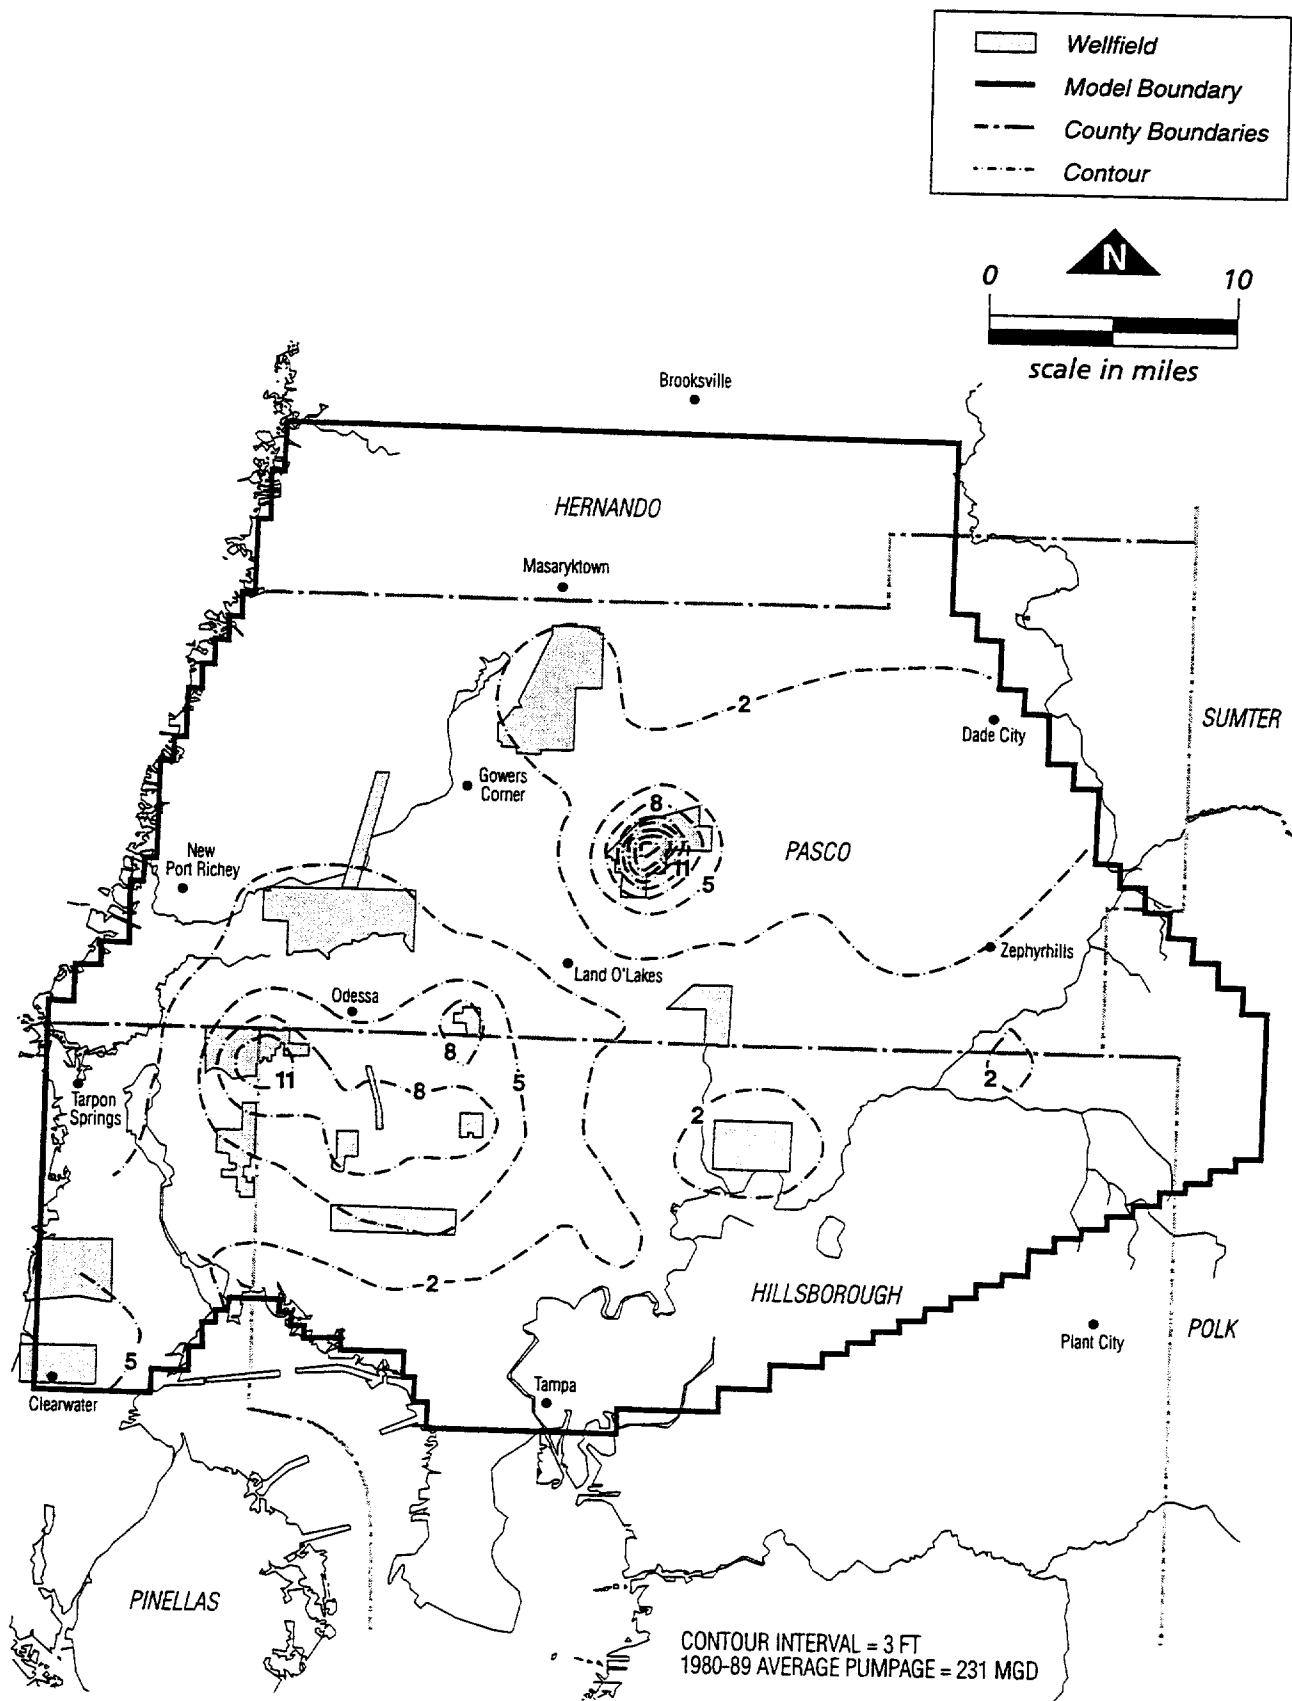 Wellfield
Model Boundary
County Boundaries
Contour
N
0 10
scale in miles
Brooksville
HERNANDO
Masaryktown
2
SUMTER
Dade City
Gowers
Corner
8
New
Port Richey
PASCO
11
5
Zephyrhills
Land O'Lakes
Odessa
8
11
8
5
2
Tarpon
Springs
2
2
HILLSBOROUGH
POLK
Plant City
5
Clearwater
Tampa
PINELLAS
CONTOUR INTERVAL = 3 FT
1980-89 AVERAGE PUMPAGE = 231 MGD